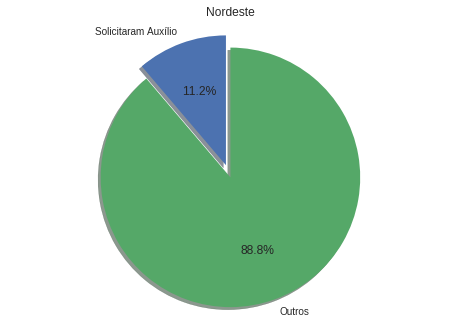 Nordeste
Solicitaram Auxílio
11.2%
88.8%
Outros